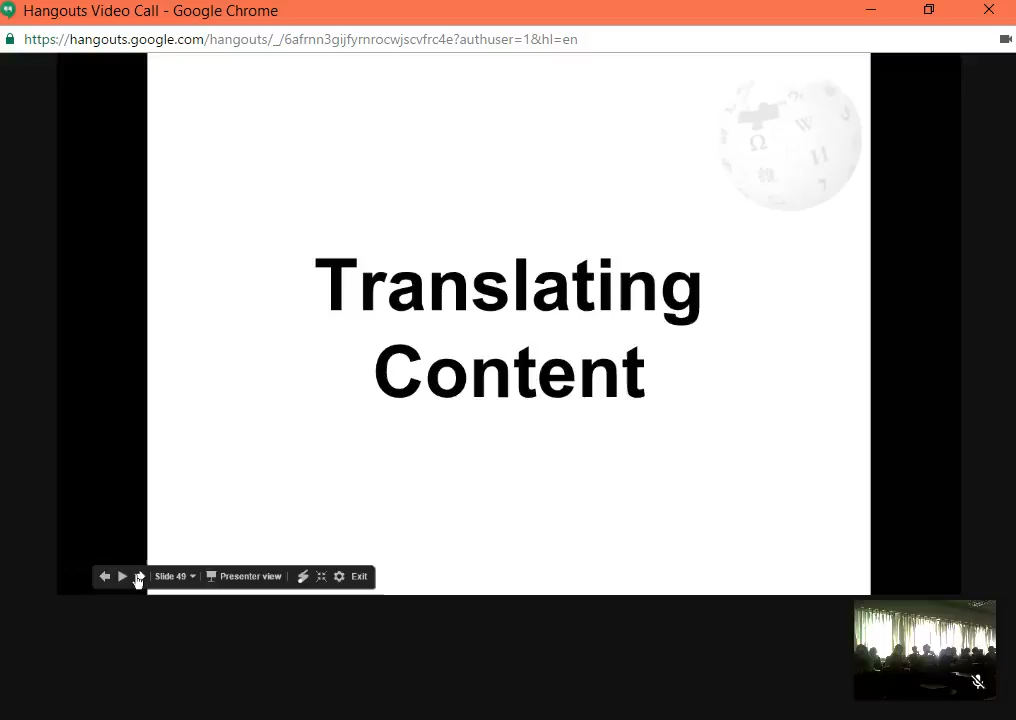 Hangouts Video Call - Google Chrome
https://hangouts.google.com/hangouts/_/6afrnn3gijfyrnrocwjscvfrc4e?authuser=1&hl=en
Ω W И 維
Translating
Content
Slide 49 Presenter view Exit